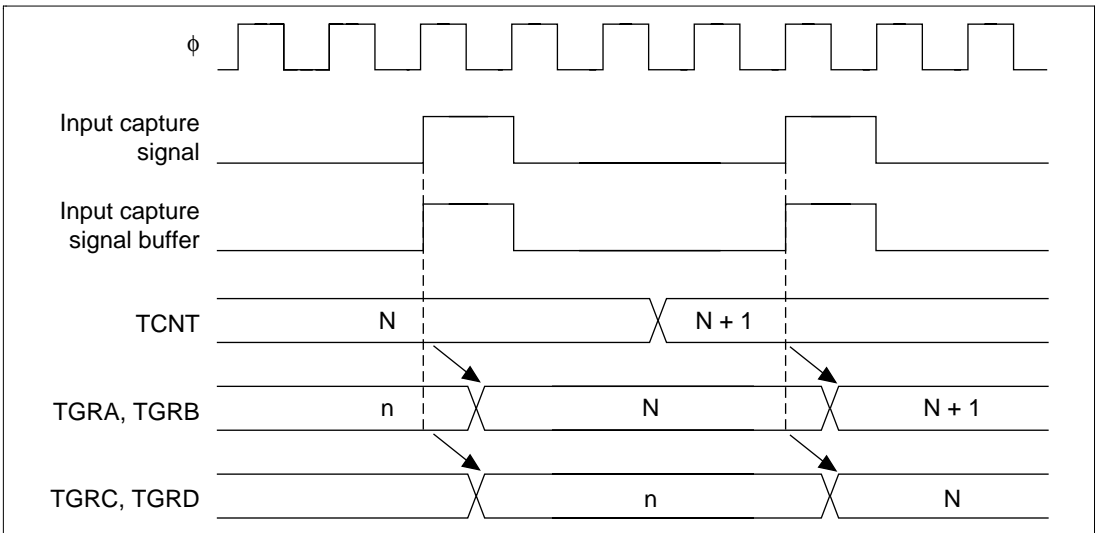 ϕ
Input capture
signal
Input capture
signal buffer
TCNT
N
N + 1
TGRA, TGRB
n
N
N + 1
TGRC, TGRD
n
N